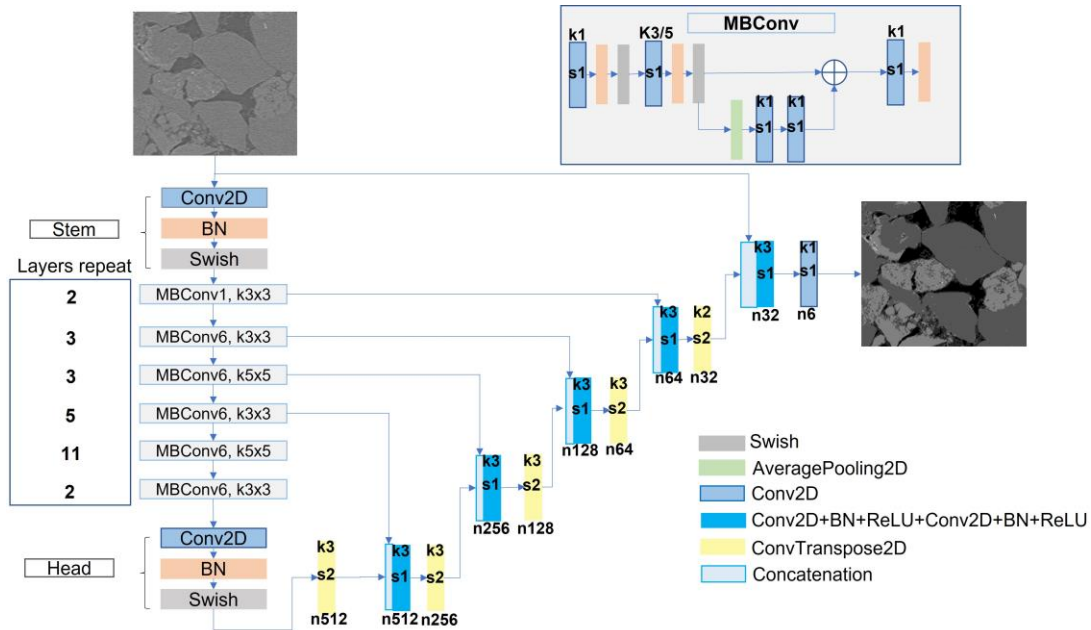 MBConv
k1
s1
K3/5
s1
k1
s1
k1
s1
k1
s1
Stem
Conv2D
BN
Swish
Layers repeat
2
MBConv1, k3x3
3
MBConv6, k3x3
3
MBConv6, k5x5
5
MBConv6, k3x3
11
MBConv6, k5x5
2
MBConv6, k3x3
Head
Conv2D
BN
Swish
k3
s2
n512
k3
s1
n512
k3
s2
n256
k3
s1
n256
k3
s2
n128
k3
s1
n128
k3
s2
n64
k3
s1
n64
k2
s2
n32
k3
s1
n32
k1
s1
n6
Swish
AveragePooling2D
Conv2D
Conv2D+BN+ReLU+Conv2D+BN+ReLU
ConvTranspose2D
Concatenation